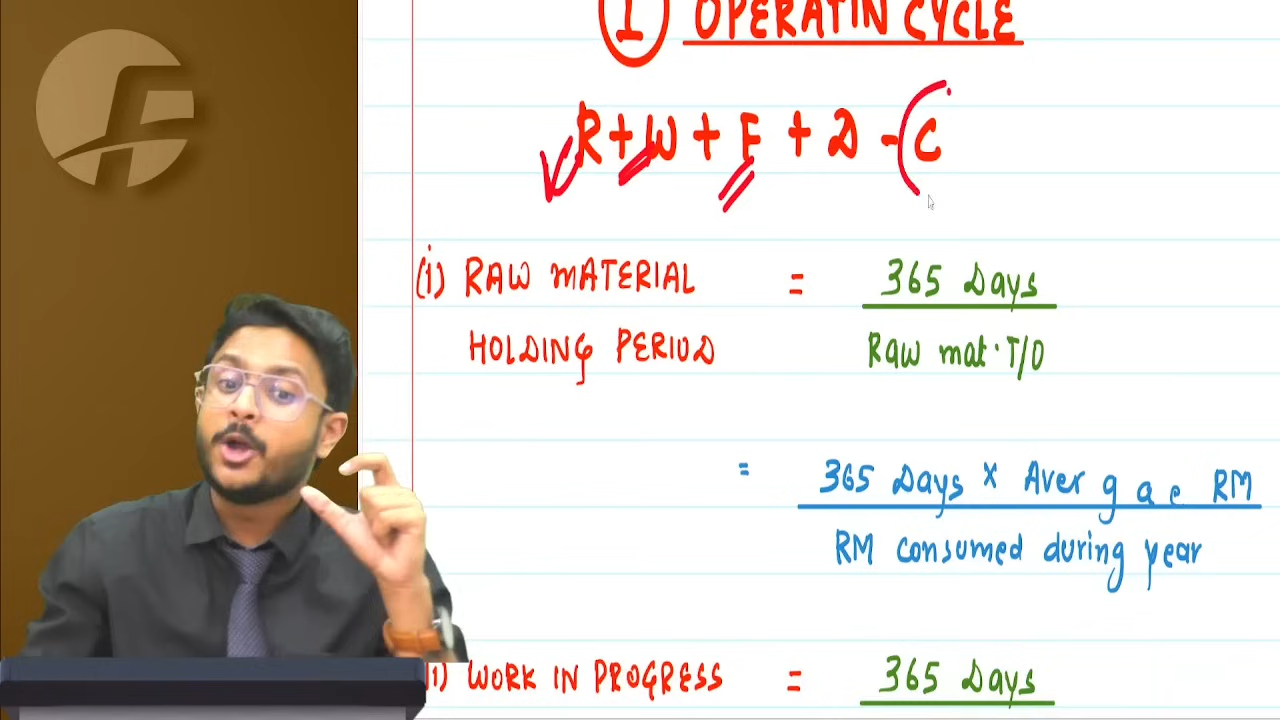 1 OPERATIN CYCLE
R + W + F + D - (C
(i) RAW MATERIAL = 365 Days
HOLDING PERIOD Raw mat. T/O
= 365 Days x Aver g a e RM
RM consumed during year
ii) WORK IN PROGRESS = 365 Days